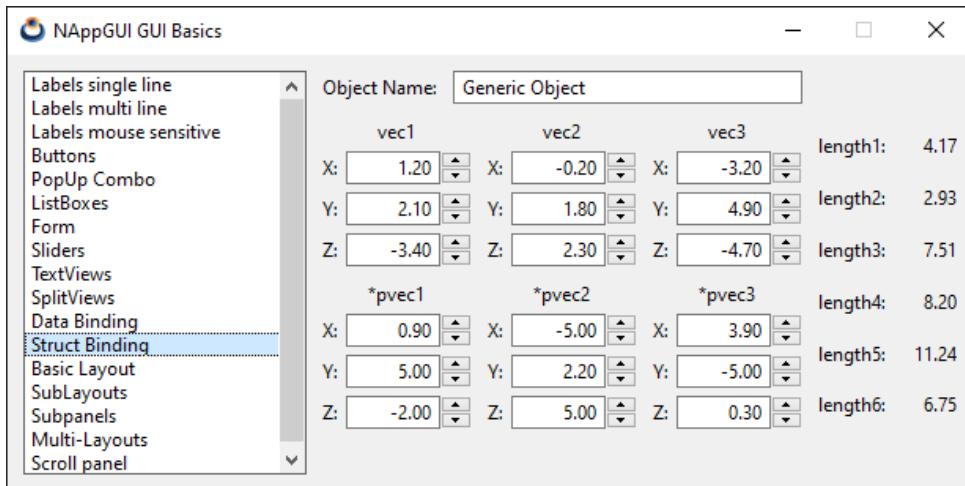 NAppGUI GUI Basics
Labels single line
Labels multi line
Labels mouse sensitive
Buttons
PopUp Combo
ListBoxes
Form
Sliders
TextViews
SplitViews
Data Binding
Struct Binding
Basic Layout
SubLayouts
Subpanels
Multi-Layouts
Scroll panel
Object Name: Generic Object
vec1 vec2 vec3
X: 1.20 X: -0.20 X: -3.20
Y: 2.10 Y: 1.80 Y: 4.90
Z: -3.40 Z: 2.30 Z: -4.70
*pvec1 *pvec2 *pvec3
X: 0.90 X: -5.00 X: 3.90
Y: 5.00 Y: 2.20 Y: -5.00
Z: -2.00 Z: 5.00 Z: 0.30
length1: 4.17
length2: 2.93
length3: 7.51
length4: 8.20
length5: 11.24
length6: 6.75